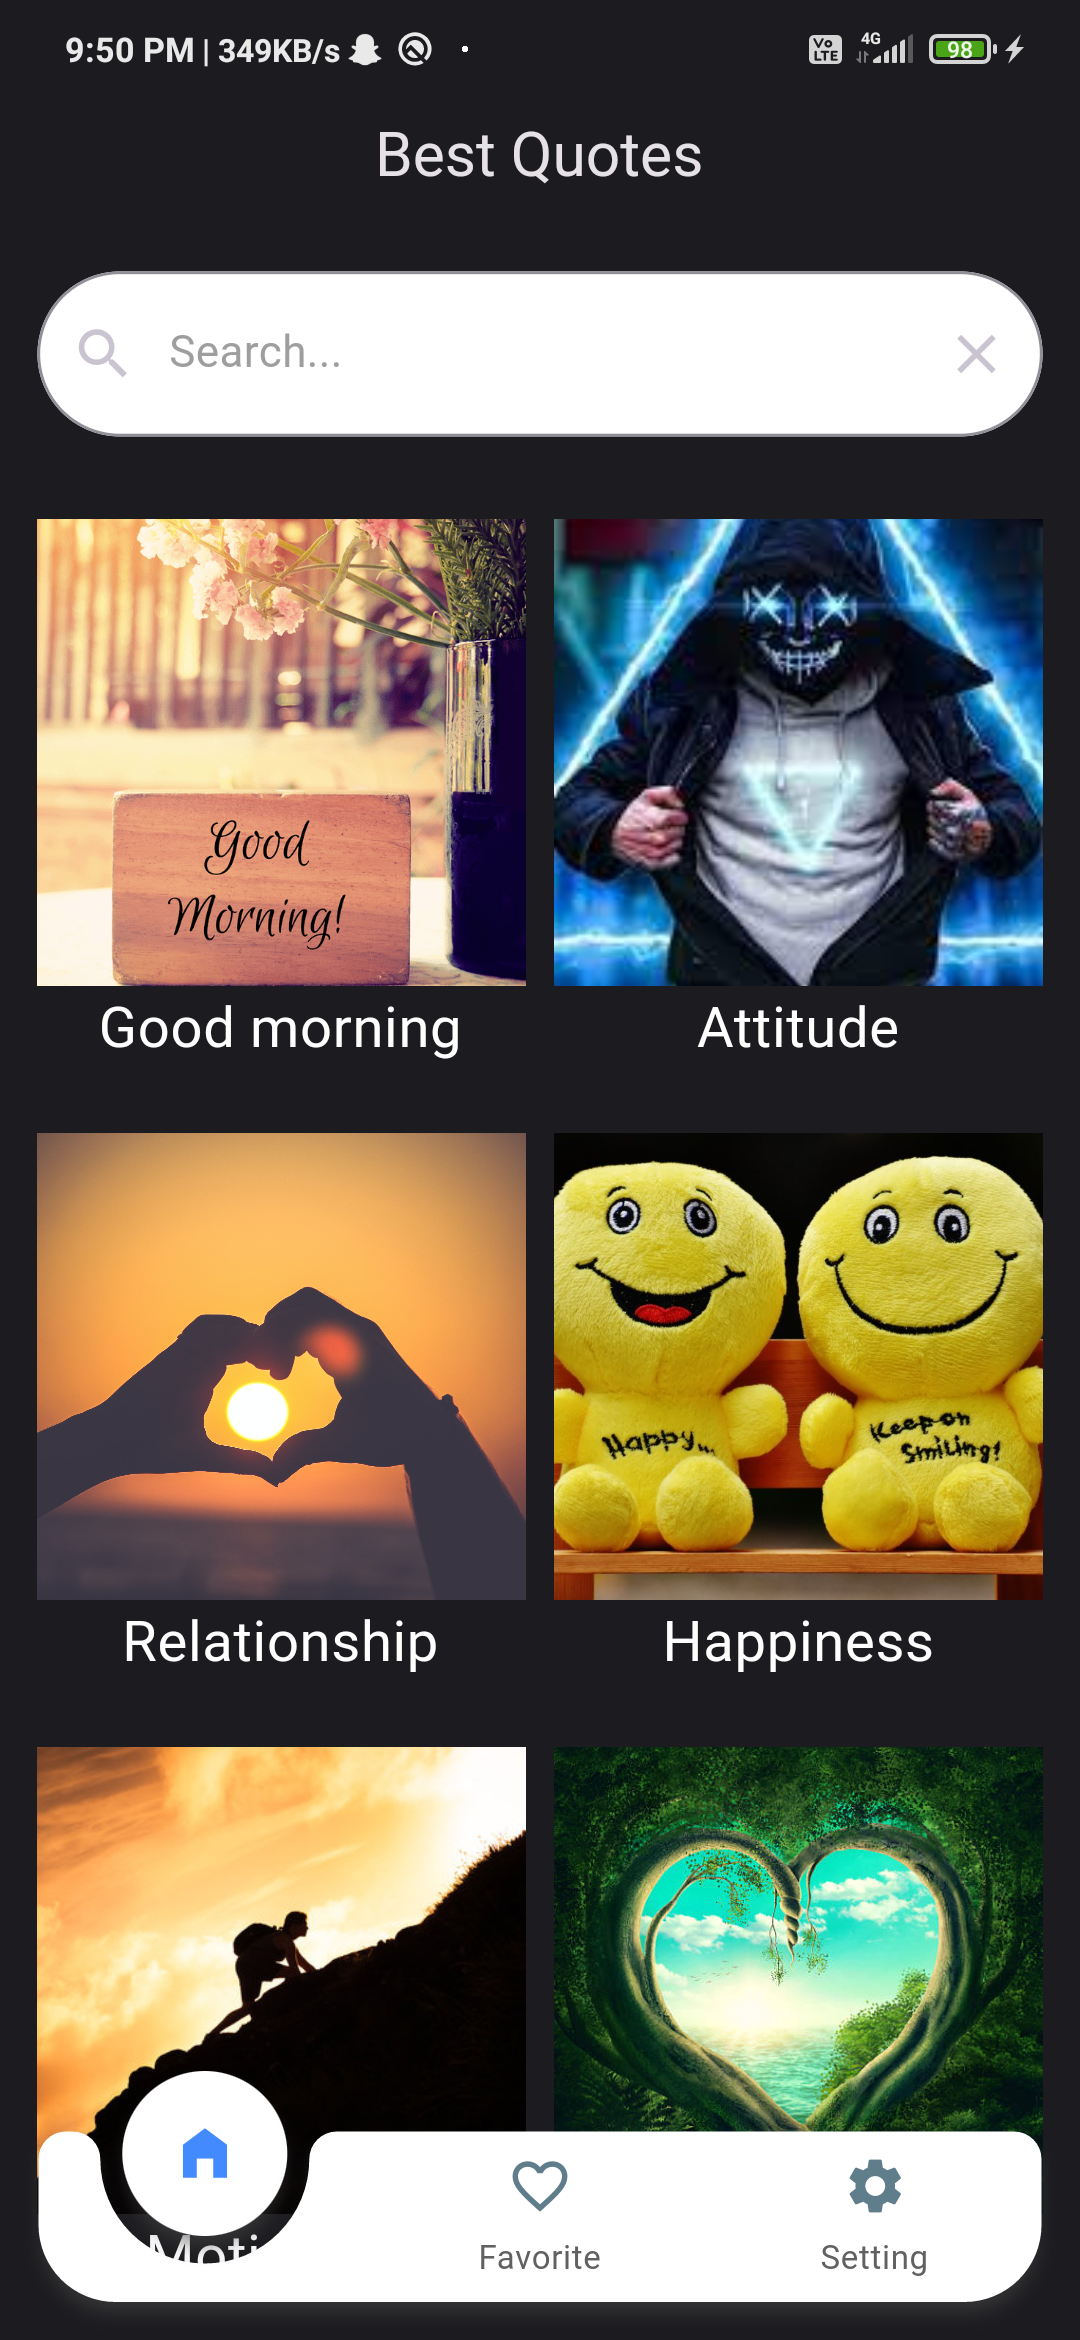 9:50 PM | 349KB/s
Vo
LTE
4G
98
Best Quotes
Search...
Good
Morning!
Good morning
Attitude
Relationship
Happy...
Keep on
Smiling!
Happiness
Moti
Favorite
Setting